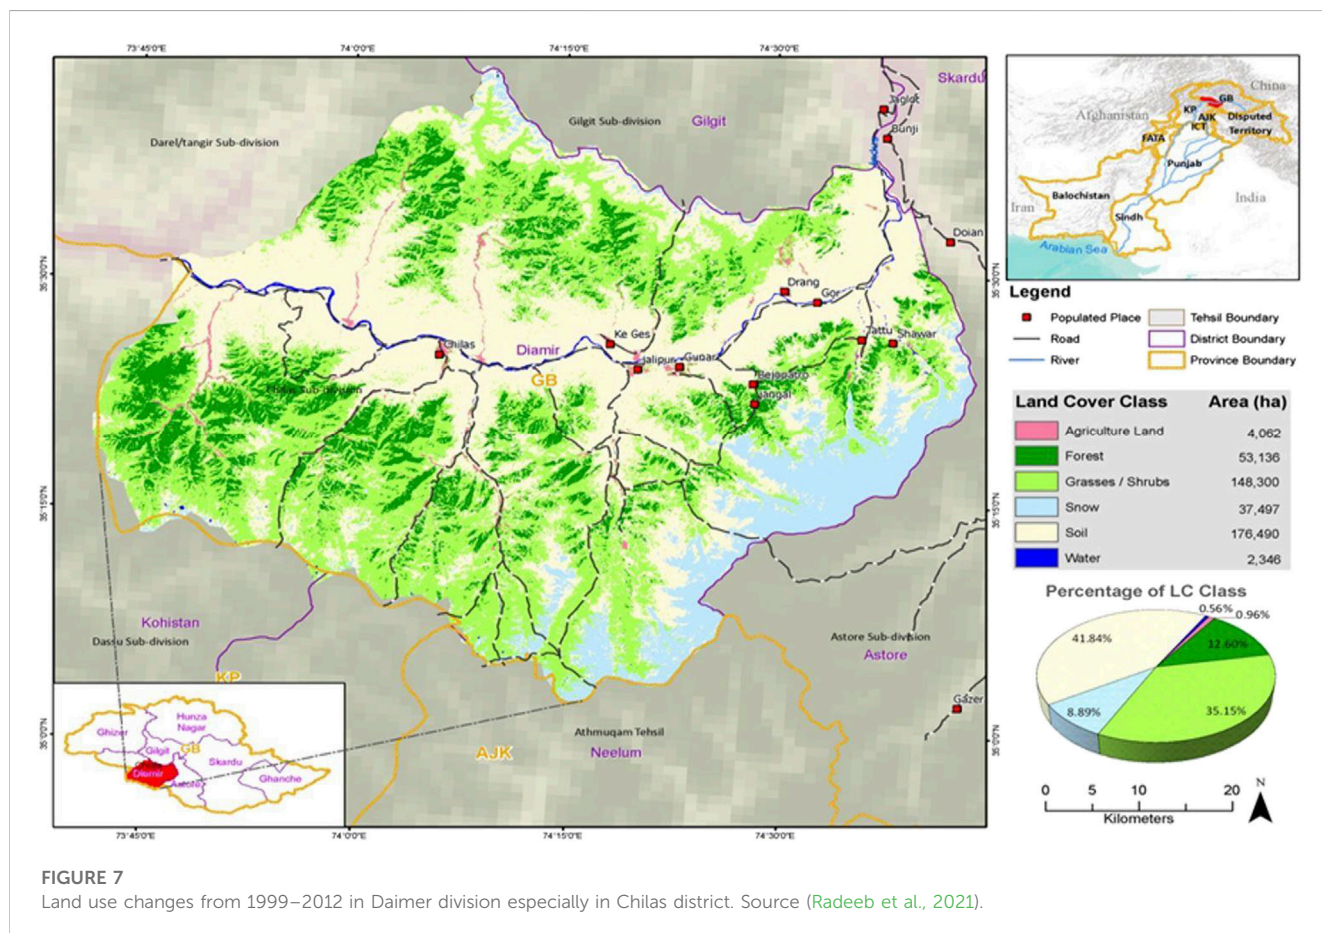 73°45'0"E
74°0'0"E
74°15'0"E
74°30'0"E
Skardu
China
Jaglot
Gilgit Sub-division
Gilgit
Bunji
Darel/tangir Sub-division
Afghanistan
KP
GB
AJK
ICT
Disputed
Territory
FATA
Punjab
Balochistan
Iran
India
Sindh
Arabian Sea
Doian
35°30'0"N
35°30'0"N
Drang
Gor
Tattu
Shawar
Ke Ges
Chilas
Diamir
GB
Jalipur
Gunar
Chilas Sub-division
Bejopatro
Jangal
Legend
Populated Place
Tehsil Boundary
Road
District Boundary
River
Province Boundary
Land Cover Class Area (ha)
Agriculture Land 4,062
Forest 53,136
Grasses / Shrubs 148,300
Snow 37,497
Soil 176,490
Water 2,346
35°15'0"N
35°15'0"N
Percentage of LC Class
0.56%
0.96%
41.84%
12.60%
8.89%
35.15%
Kohistan
Dassu Sub-division
Astore Sub-division
Astore
KP
Gazer
35°0'0"N
35°0'0"N
Athmuqam Tehsil
AJK
Neelum
Hunza
Nagar
Ghizer
Gilgit
GB
Skardu
Diamir
Astore
Ghanche
0 5 10 20
Kilometers
N
73°45'0"E
74°0'0"E
74°15'0"E
74°30'0"E
FIGURE 7
Land use changes from 1999–2012 in Daimer division especially in Chilas district. Source (Radeeb et al., 2021).